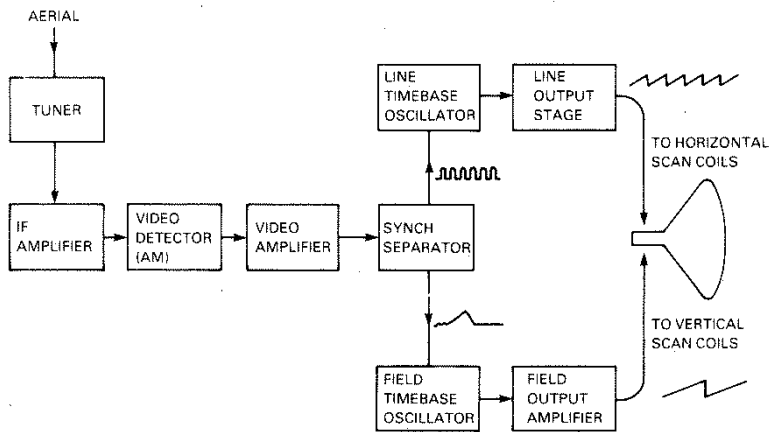 AERIAL
TUNER
IF
AMPLIFIER
VIDEO
DETECTOR
(AM)
VIDEO
AMPLIFIER
SYNCH
SEPARATOR
LINE
TIMEBASE
OSCILLATOR
LINE
OUTPUT
STAGE
TO HORIZONTAL
SCAN COILS
FIELD
TIMEBASE
OSCILLATOR
FIELD
OUTPUT
AMPLIFIER
TO VERTICAL
SCAN COILS